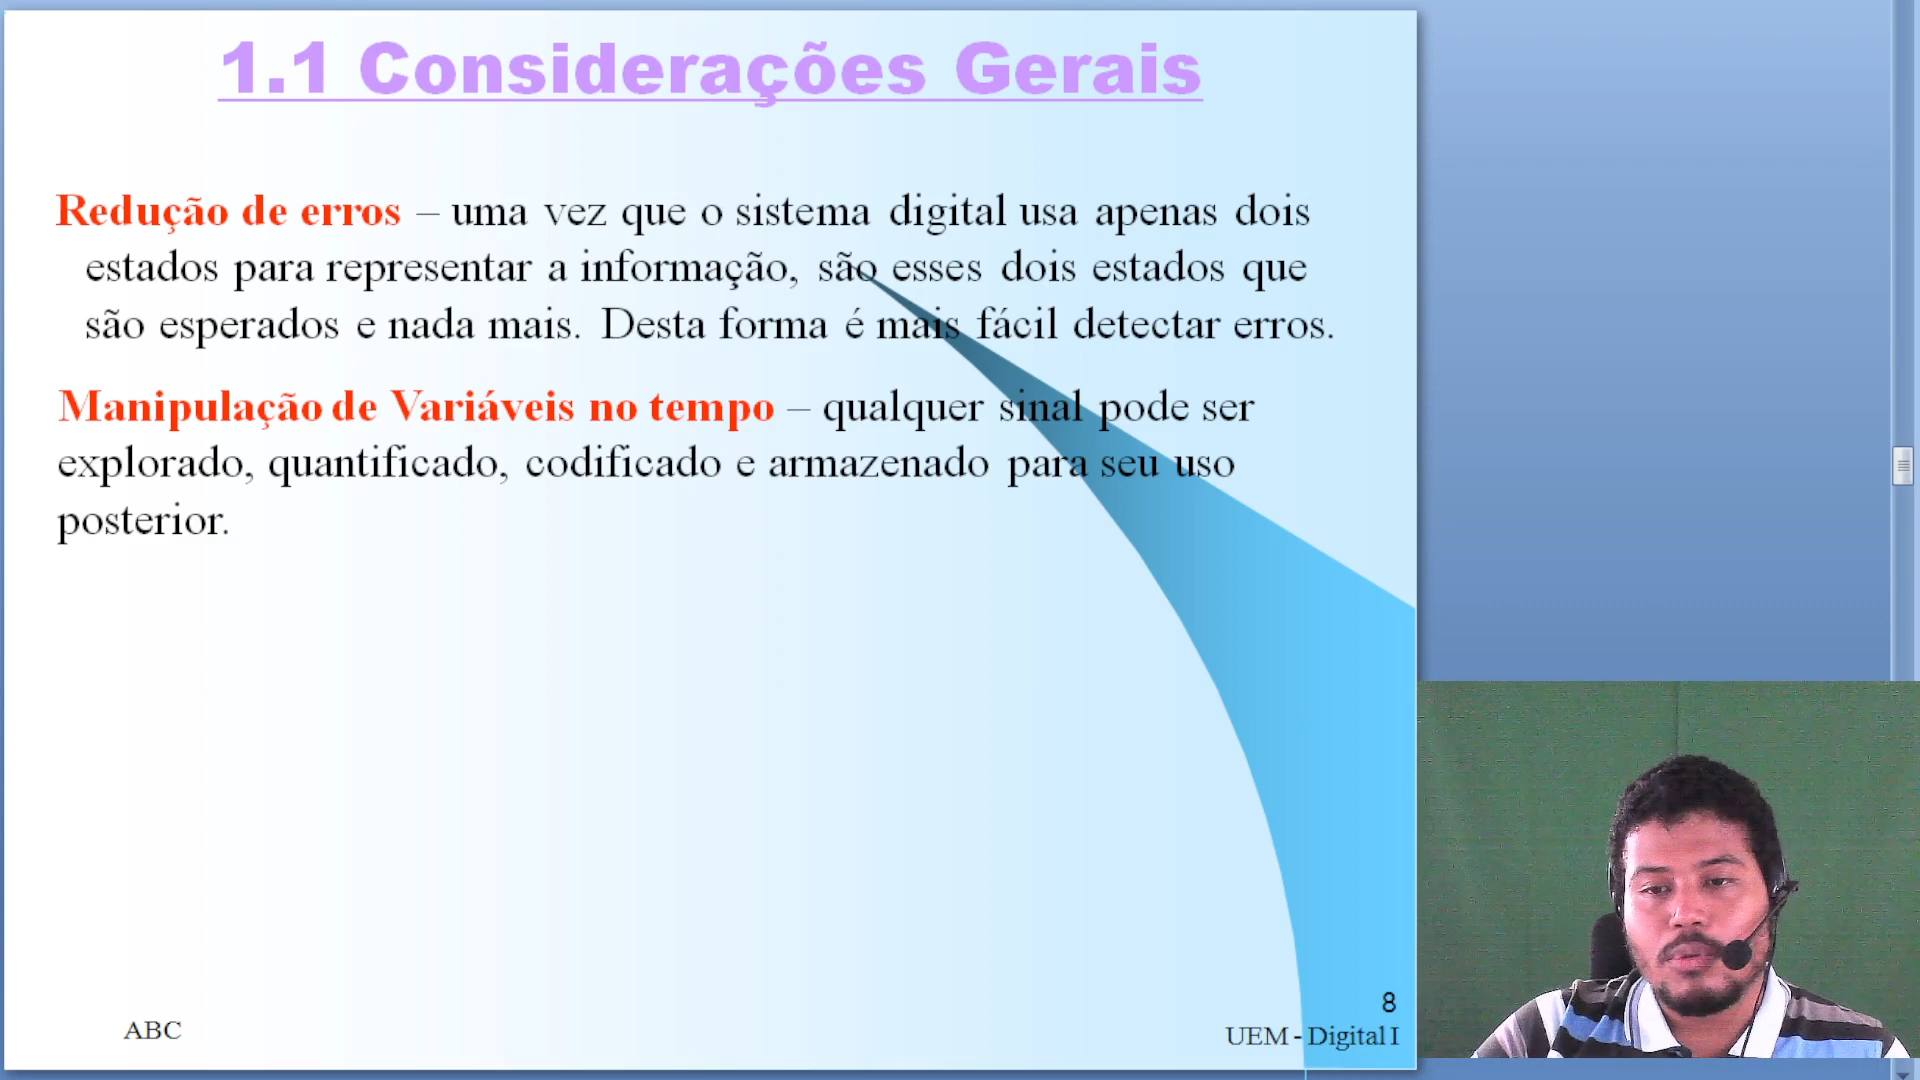 1.1 Considerações Gerais
Redução de erros – uma vez que o sistema digital usa apenas dois
estados para representar a informação, são esses dois estados que
são esperados e nada mais. Desta forma é mais fácil detectar erros.
Manipulação de Variáveis no tempo – qualquer sinal pode ser
explorado, quantificado, codificado e armazenado para seu uso
posterior.
8
ABC
UEM - Digital I